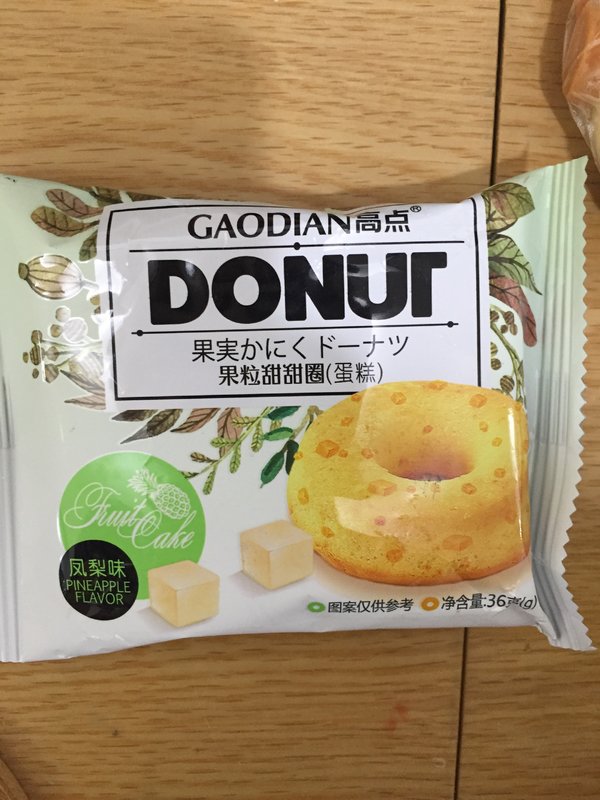 GAODIAN高点®
DONUT
果実かにくドーナツ
果粒甜甜圈(蛋糕)
Fruit
Cake
凤梨味
PINEAPPLE
FLAVOR
图案仅供参考 净含量:36克(g)